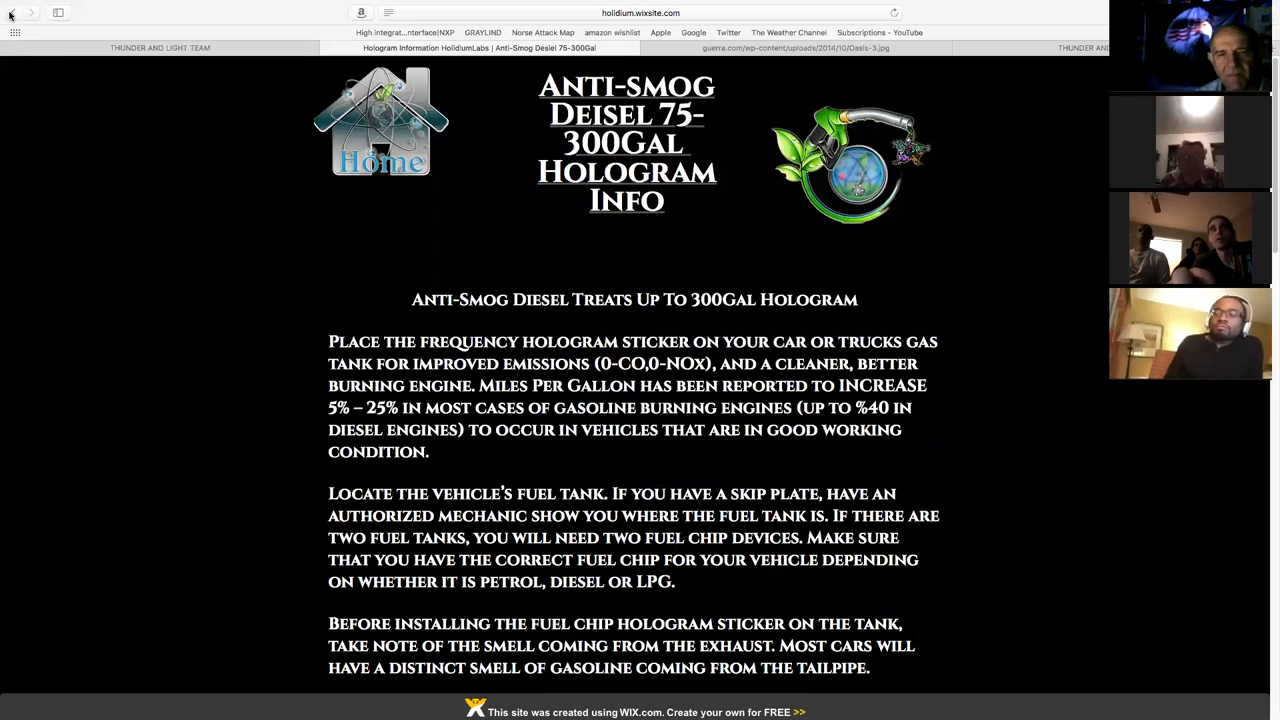 holidium.wixsite.com
High integrat...nterface|NXP GRAYLIND Norse Attack Map amazon wishlist Apple Google Twitter The Weather Channel Subscriptions - YouTube
THUNDER AND LIGHT TEAM Hologram Information HolidiumLabs | Anti-Smog Desiel 75-300Gal guerra.com/wp-content/uploads/2014/10/Oasis-3.jpg THUNDER AND
Home
Anti-smog
Deisel 75-
300Gal
Hologram
Info
Anti-Smog Diesel Treats Up To 300Gal Hologram
Place the frequency hologram sticker on your car or trucks gas
tank for improved emissions (0-CO,0-NOx), and a cleaner, better
burning engine. Miles Per Gallon has been reported to INCREASE
5% – 25% in most cases of gasoline burning engines (up to %40 in
diesel engines) to occur in vehicles that are in good working
condition.
Locate the vehicle's fuel tank. If you have a skip plate, have an
authorized mechanic show you where the fuel tank is. If there are
two fuel tanks, you will need two fuel chip devices. Make sure
that you have the correct fuel chip for your vehicle depending
on whether it is petrol, diesel or LPG.
Before installing the fuel chip hologram sticker on the tank,
take note of the smell coming from the exhaust. Most cars will
have a distinct smell of gasoline coming from the tailpipe.
This site was created using WIX.com. Create your own for FREE >>